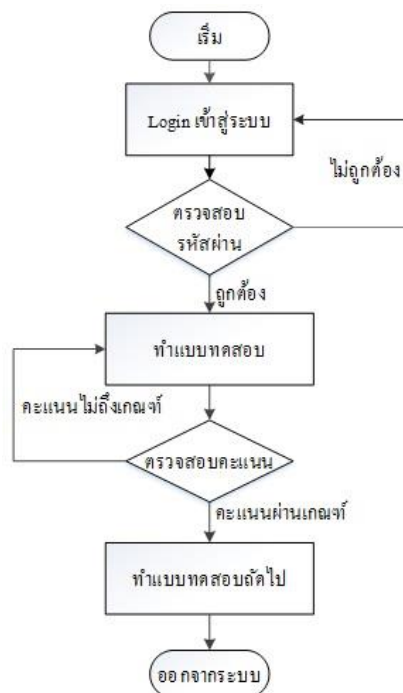 เริ่ม
Login เข้าสู่ระบบ
ไม่ถูกต้อง
ตรวจสอบ
รหัสผ่าน
ถูกต้อง
ทำแบบทดสอบ
คะแนนไม่ถึงเกณฑ์
ตรวจสอบคะแนน
คะแนนผ่านเกณฑ์
ทำแบบทดสอบถัดไป
ออกจากระบบ